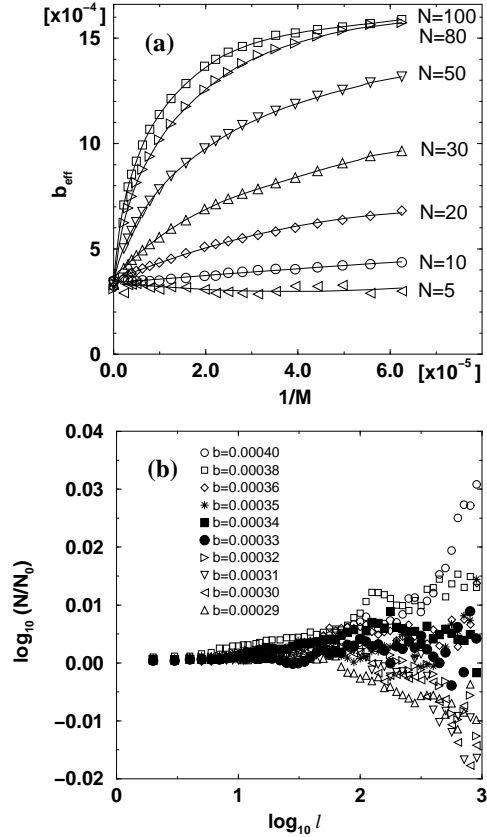 [x10⁻⁴]
(a)
15
10
5
0
b_eff
N=100
N=80
N=50
N=30
N=20
N=10
N=5
0.0 2.0 4.0 6.0 [x10⁻⁵]
1/M
(b)
0.04
0.03
0.02
0.01
0.00
−0.01
−0.02
log₁₀ (N/N₀)
b=0.00040
b=0.00038
b=0.00036
b=0.00035
b=0.00034
b=0.00033
b=0.00032
b=0.00031
b=0.00030
b=0.00029
0 1 2 3
log₁₀ l